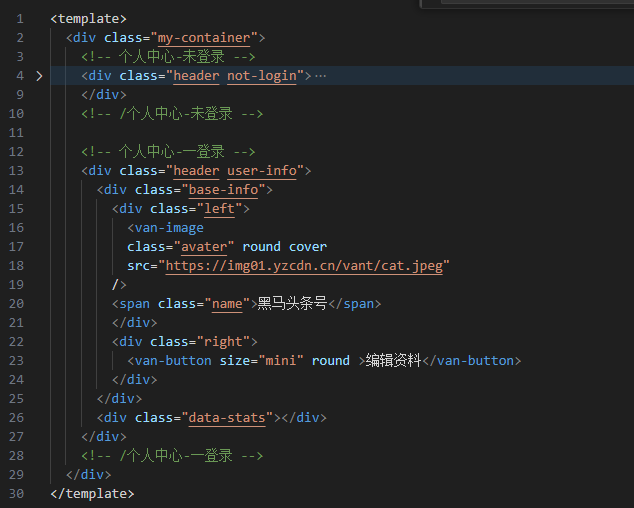 1 <template>
2 <div class="my-container">
3 <!-- 个人中心-未登录 -->
4 <div class="header not-login">…
9 </div>
10 <!-- /个人中心-未登录 -->
11
12 <!-- 个人中心-一登录 -->
13 <div class="header user-info">
14 <div class="base-info">
15 <div class="left">
16 <van-image
17 class="avater" round cover
18 src="https://img01.yzcdn.cn/vant/cat.jpeg"
19 />
20 <span class="name">黑马头条号</span>
21 </div>
22 <div class="right">
23 <van-button size="mini" round >编辑资料</van-button>
24 </div>
25 </div>
26 <div class="data-stats"></div>
27 </div>
28 <!-- /个人中心-一登录 -->
29 </div>
30 </template>